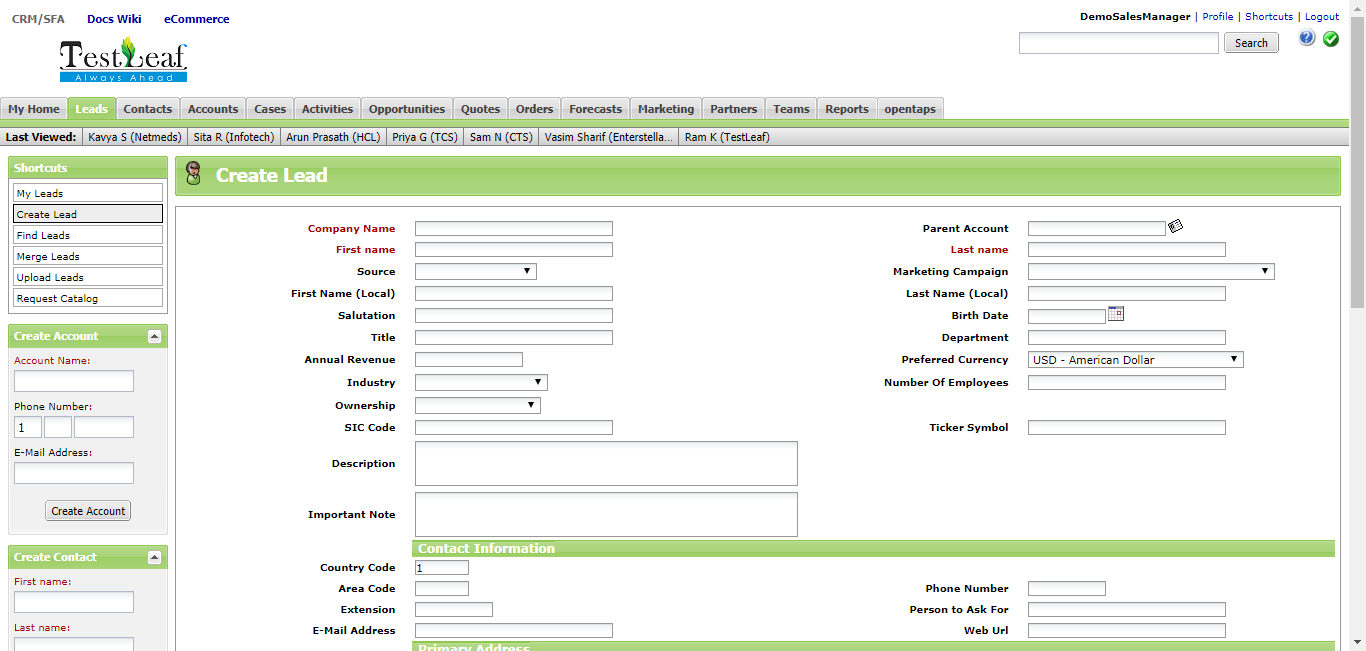 CRM/SFA Docs Wiki eCommerce
DemoSalesManager | Profile | Shortcuts | Logout
TestLeaf
Always Ahead
Search
?
My Home Leads Contacts Accounts Cases Activities Opportunities Quotes Orders Forecasts Marketing Partners Teams Reports opentaps
Last Viewed: Kavya S (Netmeds) Sita R (Infotech) Arun Prasath (HCL) Priya G (TCS) Sam N (CTS) Vasim Sharif (Enterstella... Ram K (TestLeaf)
Shortcuts
My Leads
Create Lead
Find Leads
Merge Leads
Upload Leads
Request Catalog
Create Account
Account Name:
Phone Number:
1
E-Mail Address:
Create Account
Create Contact
First name:
Last name:
Create Lead
Company Name Parent Account
First name Last name
Source Marketing Campaign
First Name (Local) Last Name (Local)
Salutation Birth Date
Title Department
Annual Revenue Preferred Currency USD - American Dollar
Industry Number Of Employees
Ownership
SIC Code Ticker Symbol
Description
Important Note
Contact Information
Country Code 1
Area Code Phone Number
Extension Person to Ask For
E-Mail Address Web Url
Primary Address